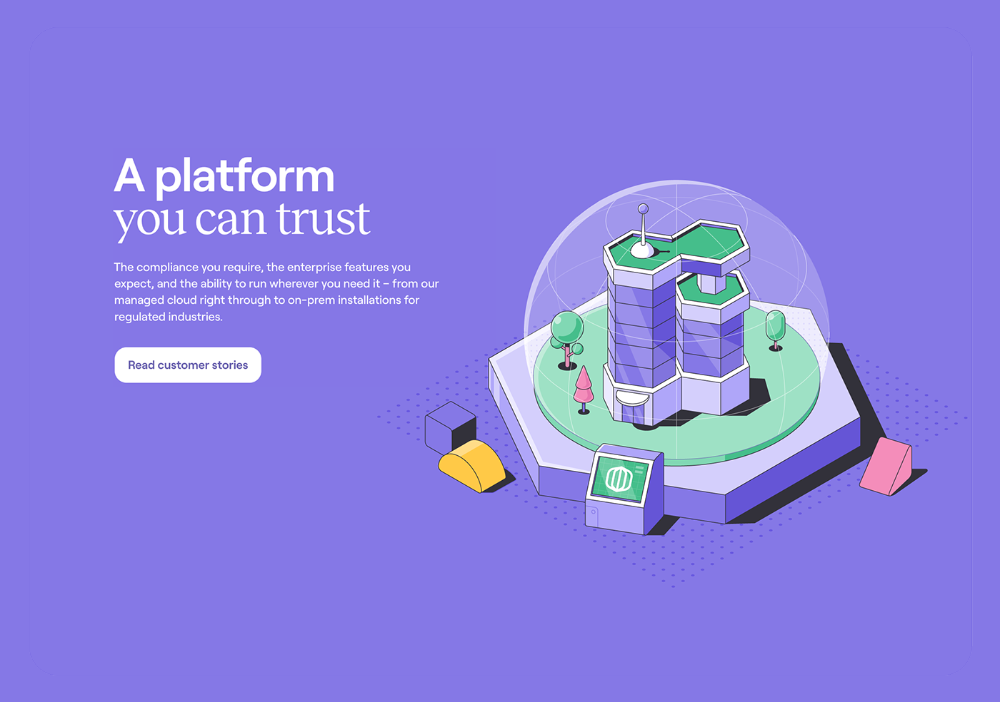 A platform
you can trust
The compliance you require, the enterprise features you
expect, and the ability to run wherever you need it – from our
managed cloud right through to on-prem installations for
regulated industries.
Read customer stories